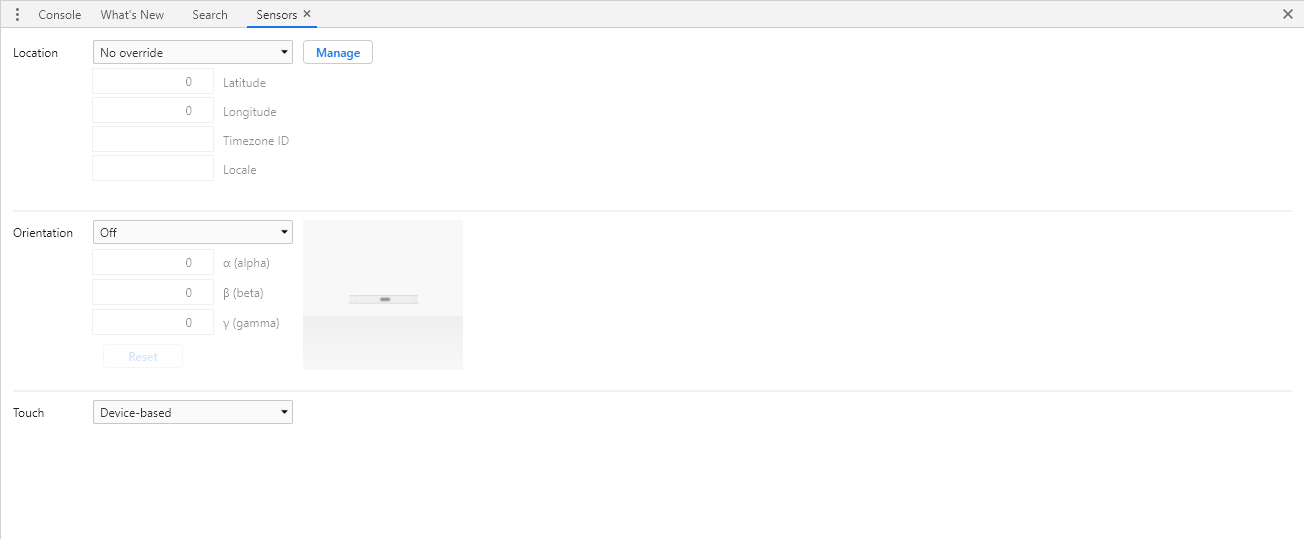 Console What's New Search Sensors ✕
Location No override Manage
0 Latitude
0 Longitude
Timezone ID
Locale
Orientation Off
0 α (alpha)
0 β (beta)
0 γ (gamma)
Reset
Touch Device-based